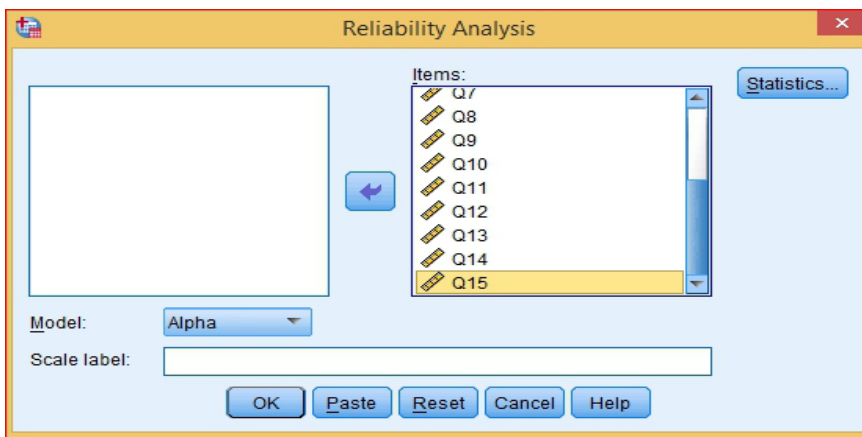 Reliability Analysis
Items:
Statistics...
Q7
Q8
Q9
Q10
Q11
Q12
Q13
Q14
Q15
Model:
Alpha
Scale label:
OK
Paste
Reset
Cancel
Help